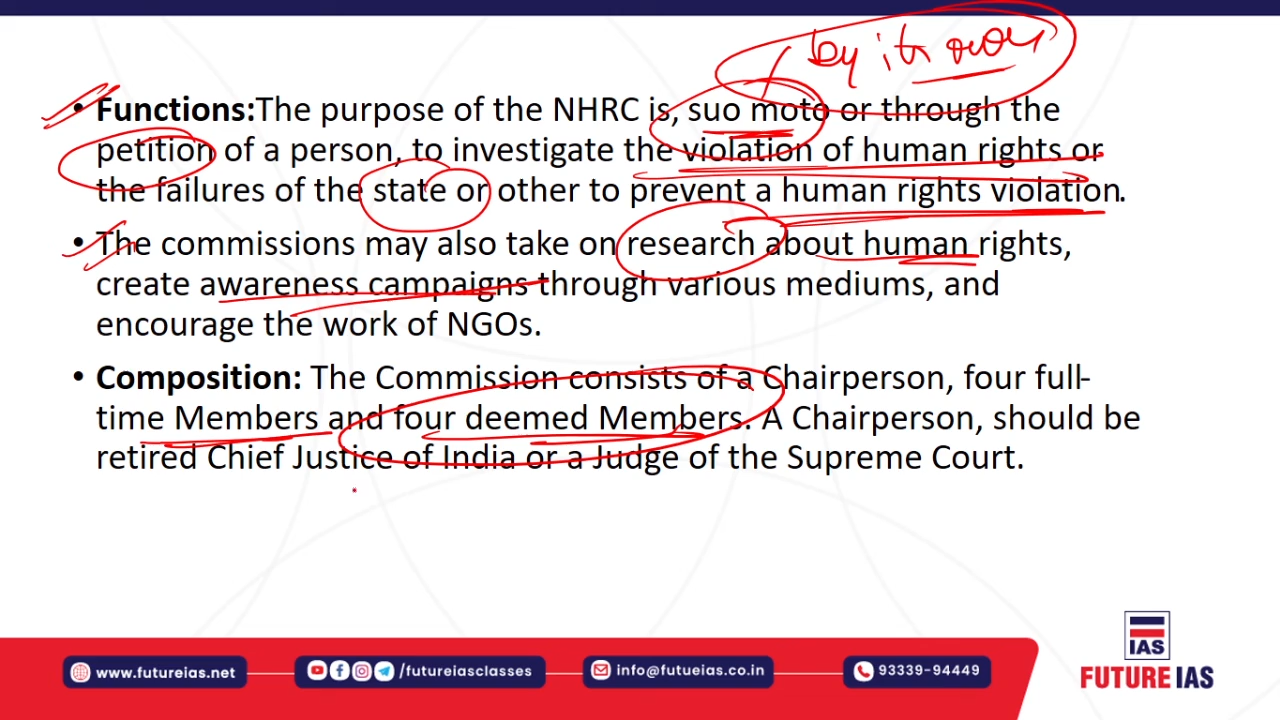 by its own
• Functions:The purpose of the NHRC is, suo moto or through the
petition of a person, to investigate the violation of human rights or
the failures of the state or other to prevent a human rights violation.
• The commissions may also take on research about human rights,
create awareness campaigns through various mediums, and
encourage the work of NGOs.
• Composition: The Commission consists of a Chairperson, four full-
time Members and four deemed Members. A Chairperson, should be
retired Chief Justice of India or a Judge of the Supreme Court.
IAS
FUTURE IAS
www.futureias.net
/futureiasclasses
info@futueias.co.in
93339-94449